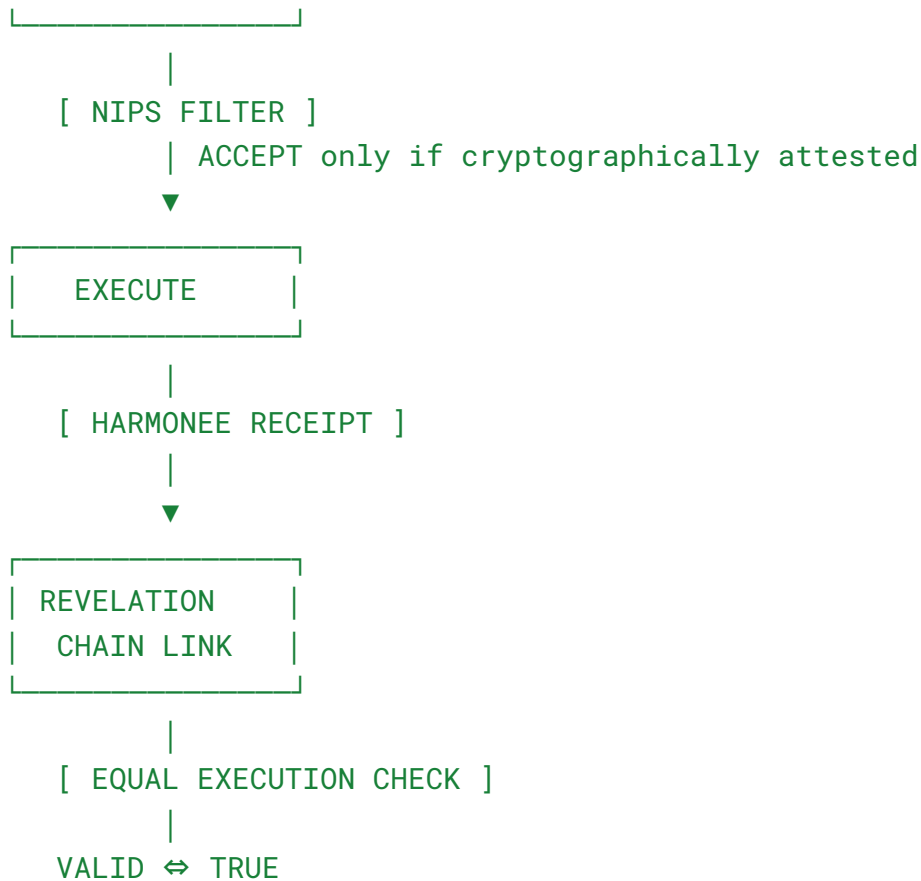 [ NIPS FILTER ]
| ACCEPT only if cryptographically attested
▼
| EXECUTE |
|
[ HARMONEE RECEIPT ]
|
▼
| REVELATION |
| CHAIN LINK |
|
[ EQUAL EXECUTION CHECK ]
|
VALID ⇔ TRUE